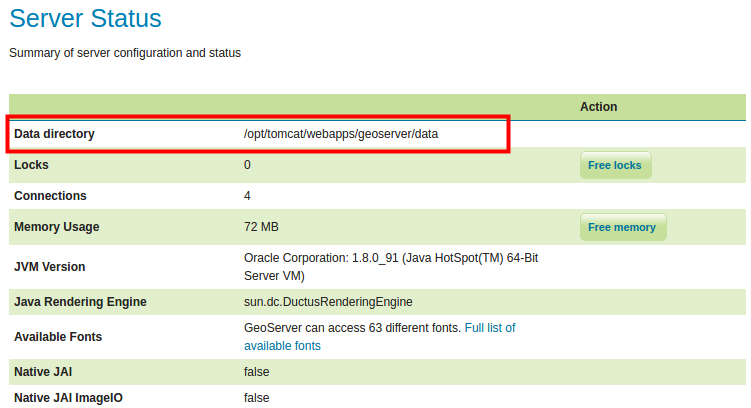 Server Status
Summary of server configuration and status
Action
Data directory /opt/tomcat/webapps/geoserver/data
Locks 0 Free locks
Connections 4
Memory Usage 72 MB Free memory
JVM Version Oracle Corporation: 1.8.0_91 (Java HotSpot(TM) 64-Bit
Server VM)
Java Rendering Engine sun.dc.DuctusRenderingEngine
Available Fonts GeoServer can access 63 different fonts. Full list of
available fonts
Native JAI false
Native JAI ImageIO false